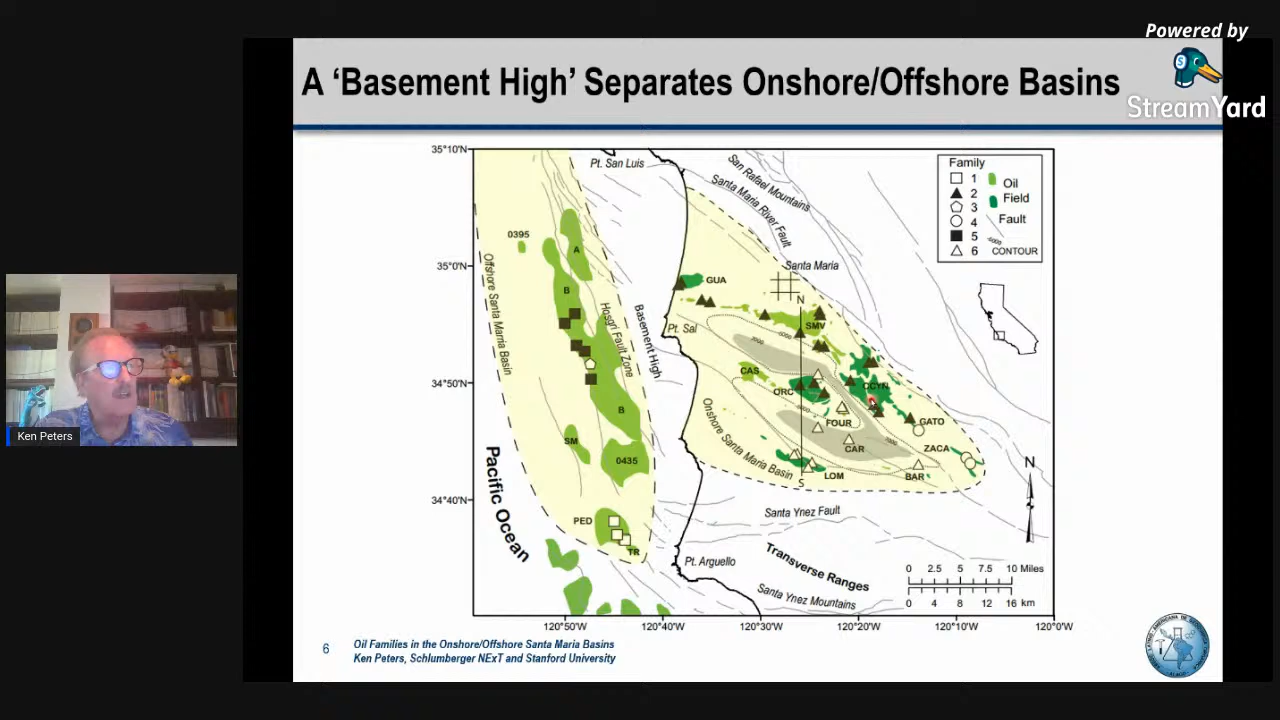 Powered by
StreamYard
A 'Basement High' Separates Onshore/Offshore Basins
35°10'N
35°0'N
34°50'N
34°40'N
120°50'W
120°40'W
120°30'W
120°20'W
120°10'W
120°0'W
Pt. San Luis
San Rafael Mountains
Santa Maria River Fault
Santa Maria
Family
1
2
3
4
5
6
Oil
Field
Fault
CONTOUR
0395
A
B
Offshore Santa Marria Basin
Hosgri Fault Zone
Basement High
GUA
Pt. Sal
N
SMV
CAS
ORC
CCYN
FOUR
GATO
CAR
ZACA
Onshore Santa Maria Basin
LOM
BAR
S
B
SM
0435
PED
TR
Pacific Ocean
Santa Ynez Fault
Pt. Arguello
Transverse Ranges
Santa Ynez Mountains
N
0 2.5 5 7.5 10 Miles
0 4 8 12 16 km
Ken Peters
6
Oil Families in the Onshore/Offshore Santa Maria Basins
Ken Peters, Schlumberger NExT and Stanford University